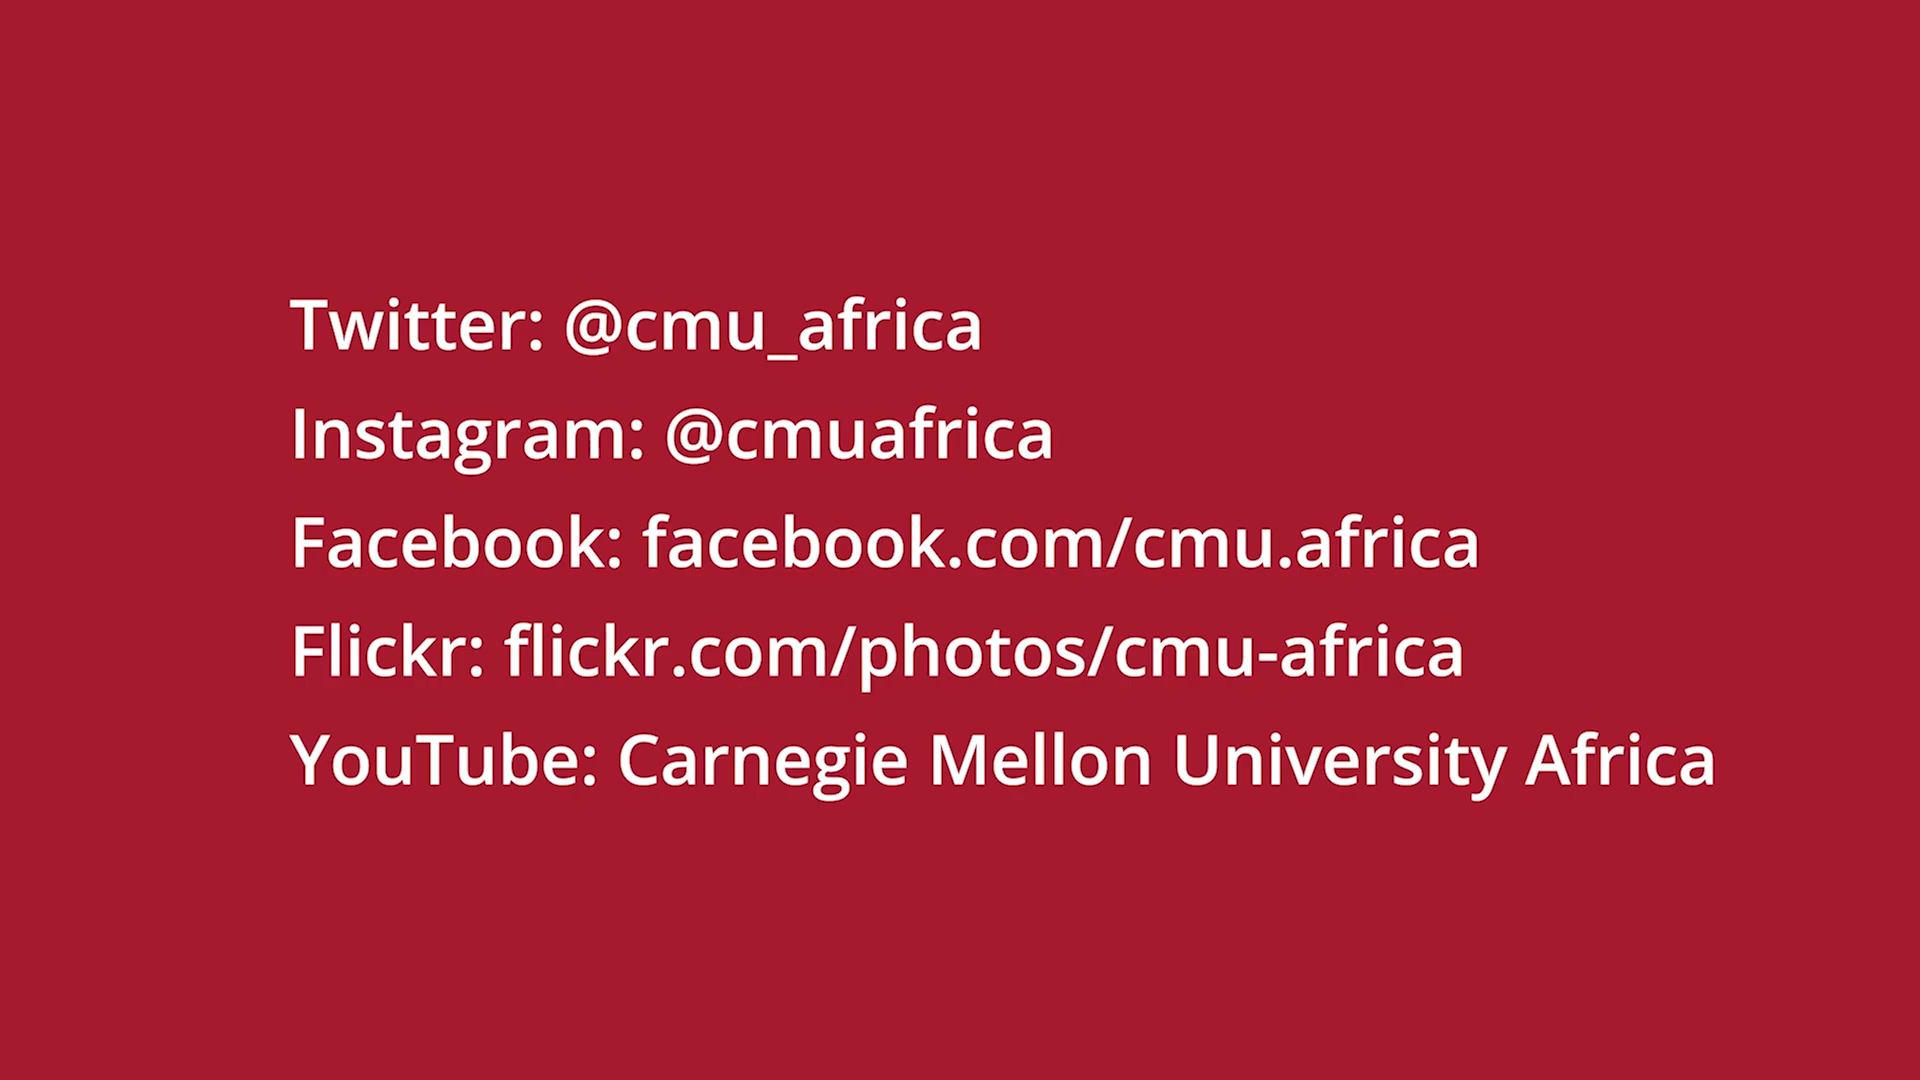 Twitter: @cmu_africa
Instagram: @cmuafrica
Facebook: facebook.com/cmu.africa
Flickr: flickr.com/photos/cmu-africa
YouTube: Carnegie Mellon University Africa